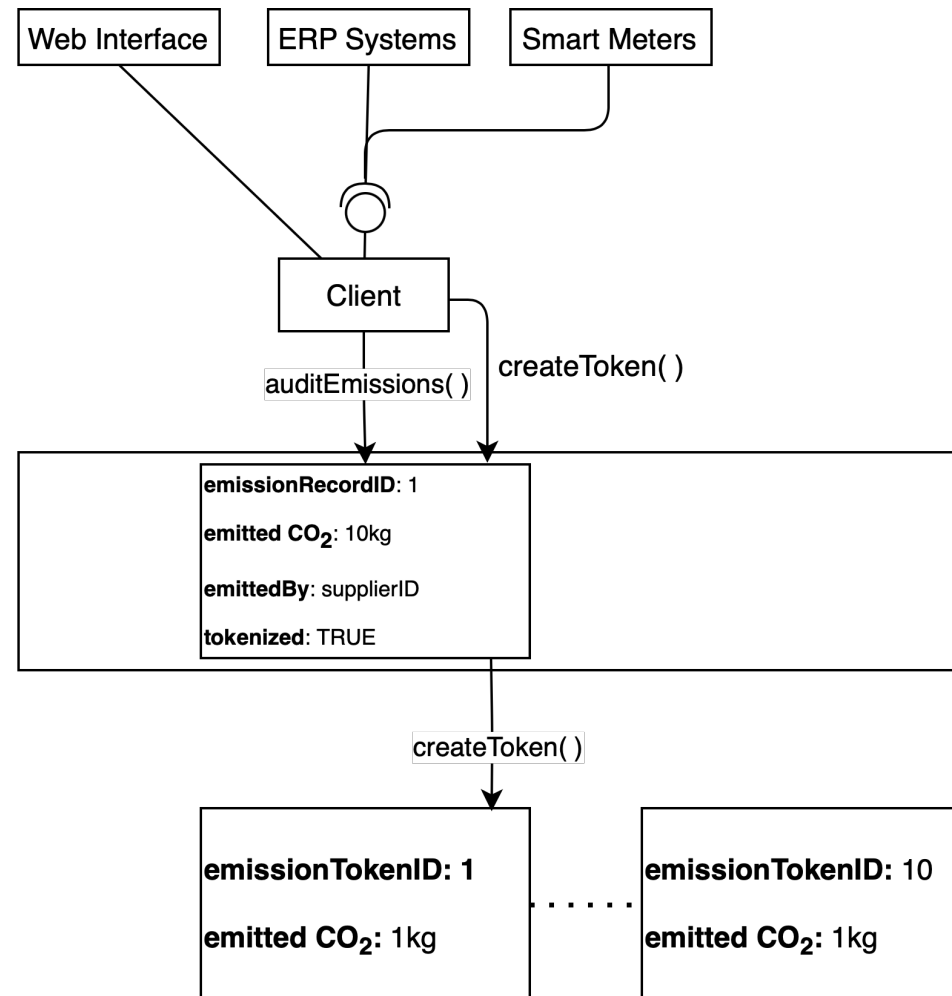 Web Interface
ERP Systems
Smart Meters
Client
auditEmissions( )
createToken( )
emissionRecordID: 1
emitted CO₂: 10kg
emittedBy: supplierID
tokenized: TRUE
createToken( )
emissionTokenID: 1
emitted CO₂: 1kg
emissionTokenID: 10
emitted CO₂: 1kg